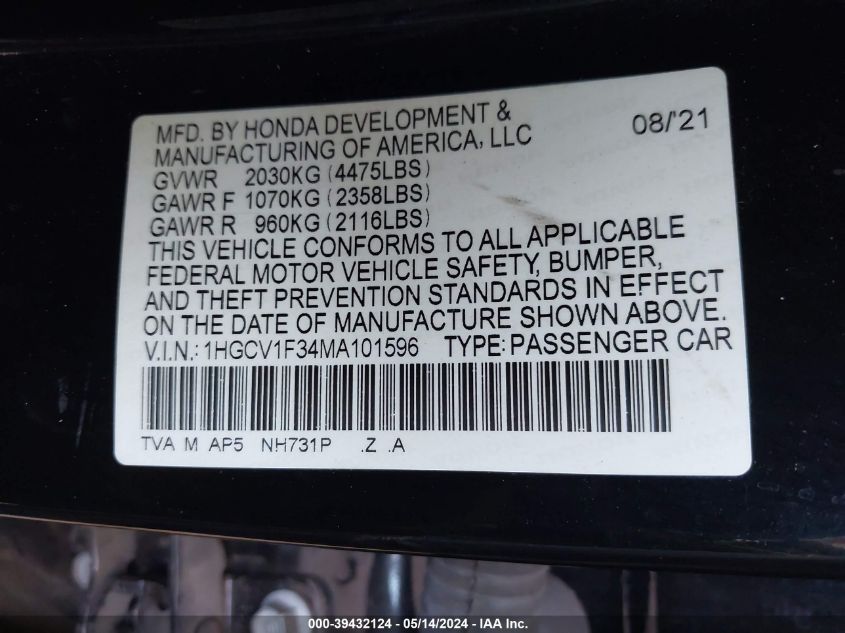 MFD. BY HONDA DEVELOPMENT & 08/'21
MANUFACTURING OF AMERICA, LLC
GVWR 2030KG (4475LBS)
GAWR F 1070KG (2358LBS)
GAWR R 960KG (2116LBS)
THIS VEHICLE CONFORMS TO ALL APPLICABLE
FEDERAL MOTOR VEHICLE SAFETY, BUMPER,
AND THEFT PREVENTION STANDARDS IN EFFECT
ON THE DATE OF MANUFACTURE SHOWN ABOVE.
V.I.N.: 1HGCV1F34MA101596 TYPE: PASSENGER CAR
TVA M AP5 NH731P .Z .A
000-39432124 - 05/14/2024 - IAA Inc.